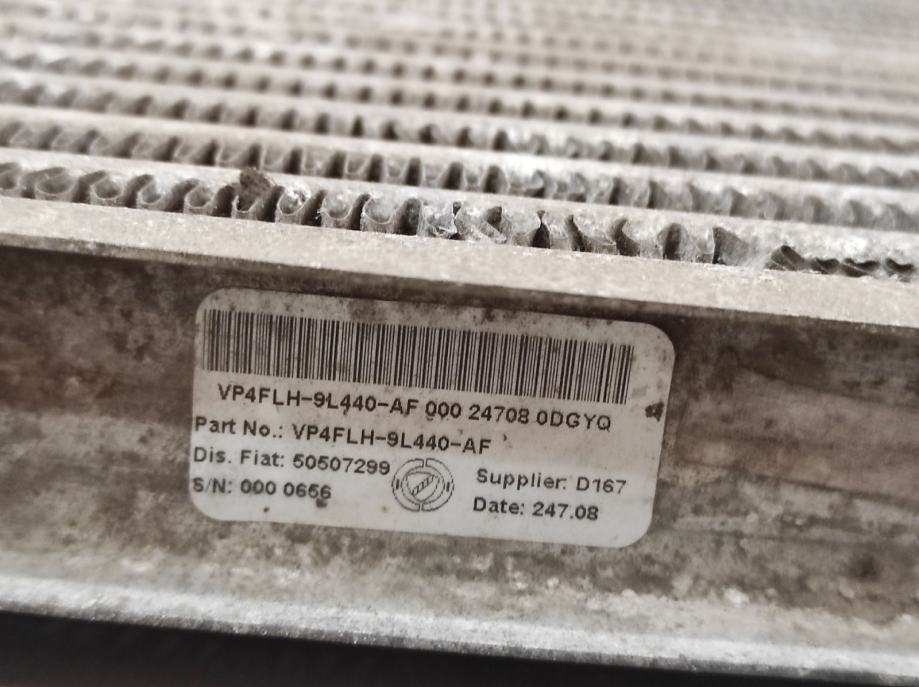 VP4FLH-9L440-AF 000 24708 0DGYQ
Part No.: VP4FLH-9L440-AF
Dis. Fiat: 50507299
Supplier: D167
S/N: 000 0656
Date: 247.08